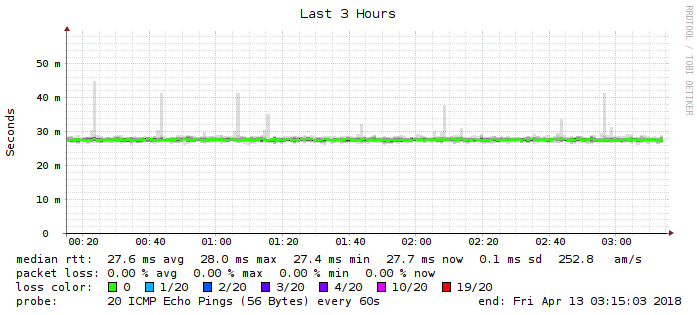 Last 3 Hours
RRDTOOL / TOBI OETIKER
Seconds
50 m
40 m
30 m
20 m
10 m
0
00:20 00:40 01:00 01:20 01:40 02:00 02:20 02:40 03:00
median rtt: 27.6 ms avg 28.0 ms max 27.4 ms min 27.7 ms now 0.1 ms sd 252.8 am/s
packet loss: 0.00 % avg 0.00 % max 0.00 % min 0.00 % now
loss color: 0 1/20 2/20 3/20 4/20 10/20 19/20
probe: 20 ICMP Echo Pings (56 Bytes) every 60s end: Fri Apr 13 03:15:03 2018